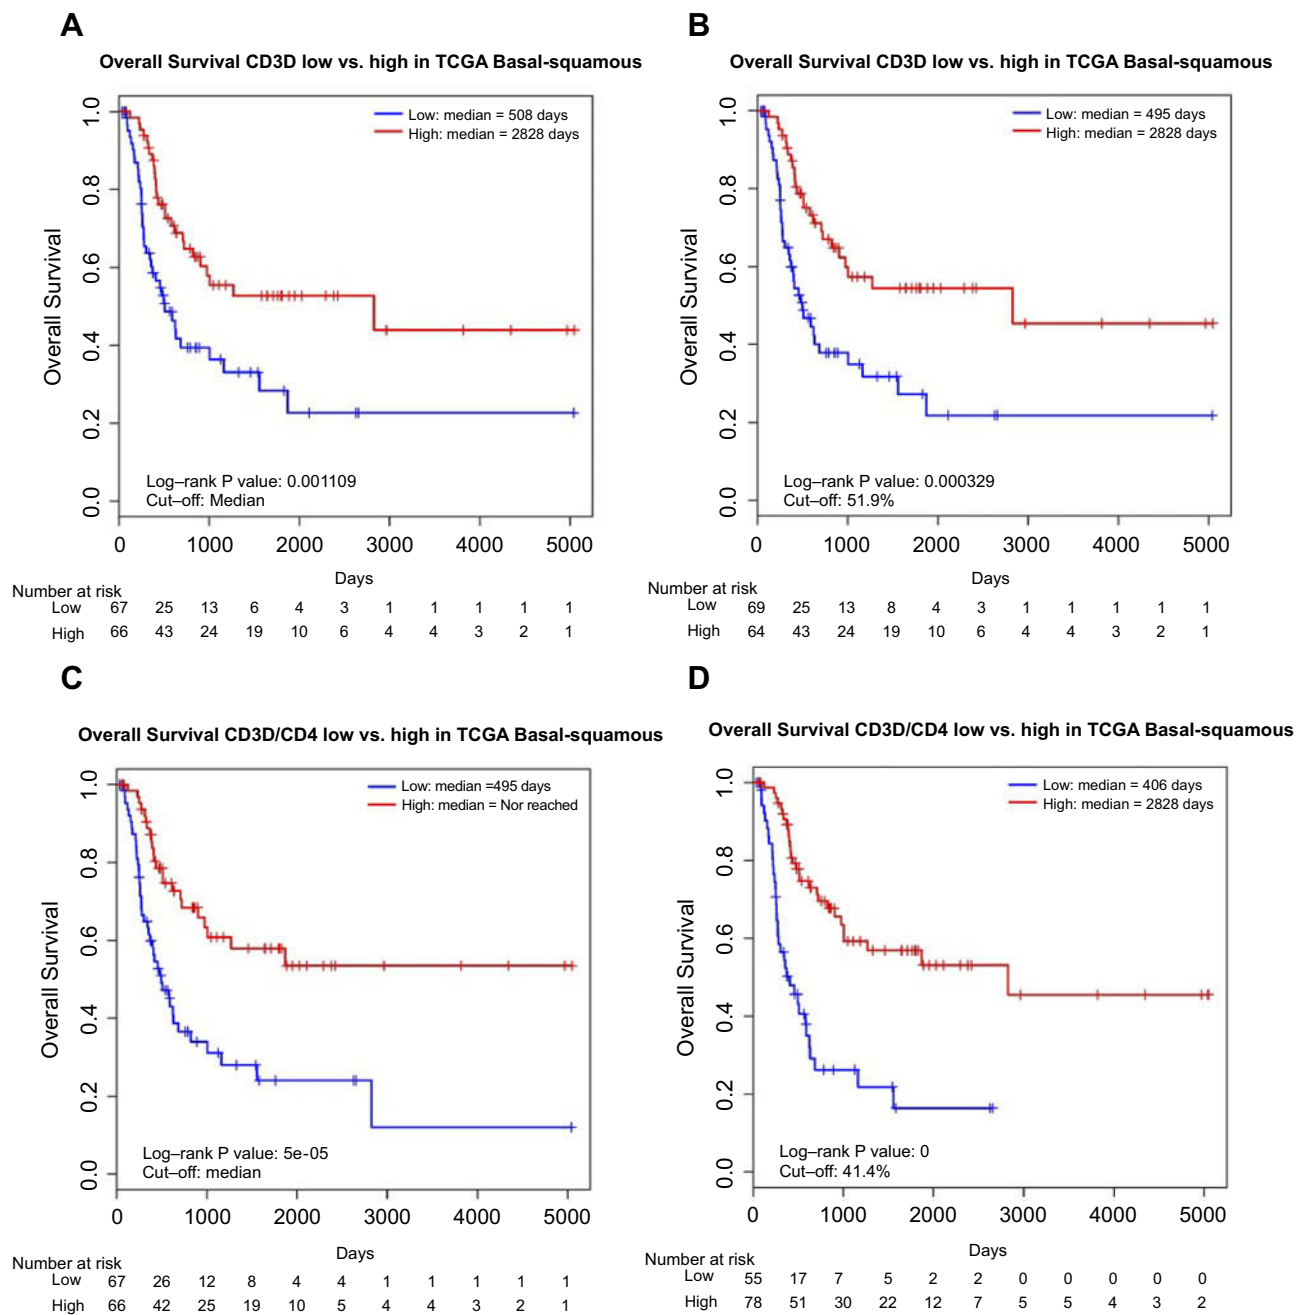 A
Overall Survival CD3D low vs. high in TCGA Basal-squamous
Low: median = 508 days
High: median = 2828 days
Overall Survival
1.0
0.8
0.6
0.4
0.2
0.0
Log–rank P value: 0.001109
Cut–off: Median
0 1000 2000 3000 4000 5000
Days
Number at risk
Low 67 25 13 6 4 3 1 1 1 1 1
High 66 43 24 19 10 6 4 4 3 2 1
B
Overall Survival CD3D low vs. high in TCGA Basal-squamous
Low: median = 495 days
High: median = 2828 days
Overall Survival
1.0
0.8
0.6
0.4
0.2
0.0
Log–rank P value: 0.000329
Cut–off: 51.9%
0 1000 2000 3000 4000 5000
Days
Number at risk
Low 69 25 13 8 4 3 1 1 1 1 1
High 64 43 24 19 10 6 4 4 3 2 1
C
Overall Survival CD3D/CD4 low vs. high in TCGA Basal-squamous
Low: median =495 days
High: median = Nor reached
Overall Survival
1.0
0.8
0.6
0.4
0.2
0.0
Log–rank P value: 5e-05
Cut–off: median
0 1000 2000 3000 4000 5000
Days
Number at risk
Low 67 26 12 8 4 4 1 1 1 1 1
High 66 42 25 19 10 5 4 4 3 2 1
D
Overall Survival CD3D/CD4 low vs. high in TCGA Basal-squamous
Low: median = 406 days
High: median = 2828 days
Overall Survival
1.0
0.8
0.6
0.4
0.2
0.0
Log–rank P value: 0
Cut–off: 41.4%
0 1000 2000 3000 4000 5000
Days
Number at risk
Low 55 17 7 5 2 2 0 0 0 0 0
High 78 51 30 22 12 7 5 5 4 3 2